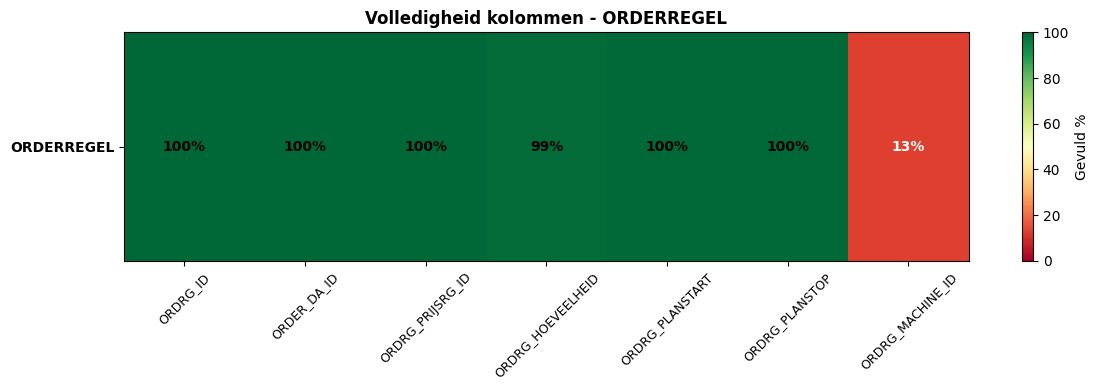 Volledigheid kolommen - ORDERREGEL
ORDERREGEL
100%
100%
100%
99%
100%
100%
13%
ORDRG_ID
ORDER_DA_ID
ORDRG_PRIJSRG_ID
ORDRG_HOEVEELHEID
ORDRG_PLANSTART
ORDRG_PLANSTOP
ORDRG_MACHINE_ID
100
80
60
40
20
0
Gevuld %